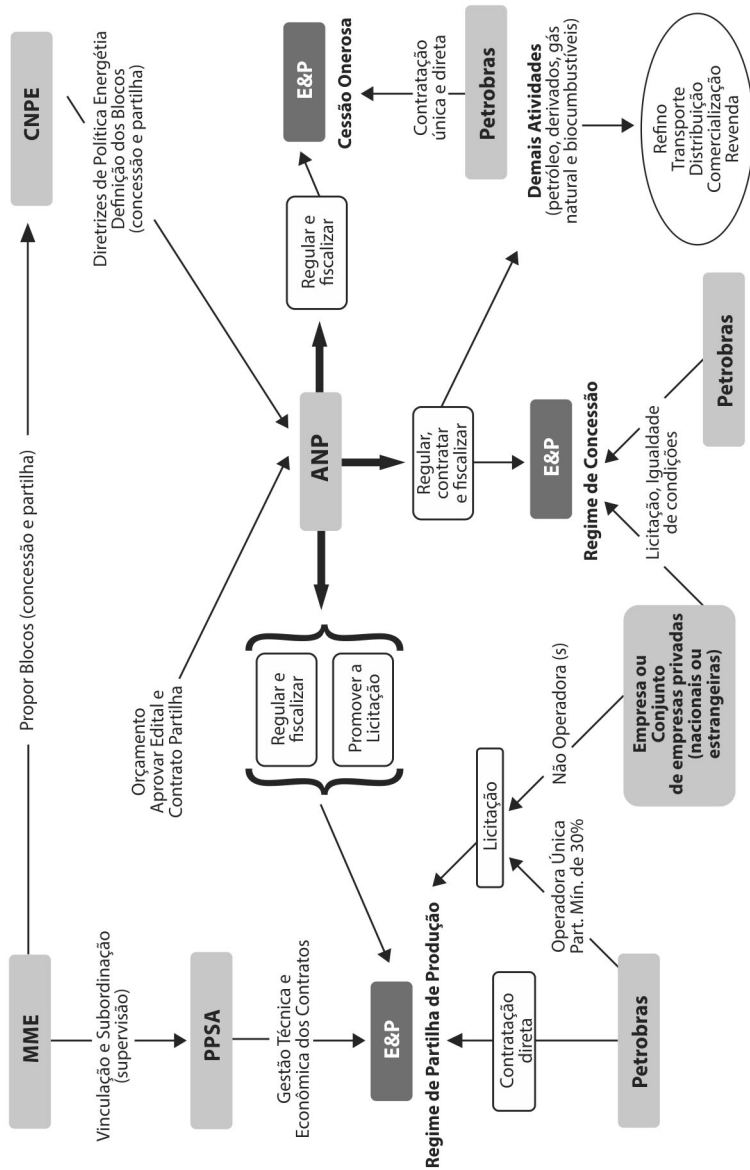 MME
Propor Blocos (concessão e partilha)
CNPE
Vinculação e Subordinação
(supervisão)
Orçamento
Aprovar Edital e
Contrato Partilha
Diretrizes de Política Energétia
Definição dos Blocos
(concessão e partilha)
PPSA
Gestão Técnica e
Econômica dos Contratos
Regular e
fiscalizar
Promover a
Licitação
ANP
Regular e
fiscalizar
E&P
Cessão Onerosa
E&P
Regime de Partilha de Produção
Regular,
contratar
e fiscalizar
Contratação
única e direta
Petrobras
Licitação
Contratação
direta
Operadora Única
Part. Mín. de 30%
Não Operadora (s)
E&P
Regime de Concessão
Licitação, Igualdade
de condições
Demais Atividades
(petróleo, derivados, gás
natural e biocumbustíveis)
Petrobras
Empresa ou
Conjunto
de empresas privadas
(nacionais ou
estrangeiras)
Petrobras
Refino
Transporte
Distribuição
Comercialização
Revenda